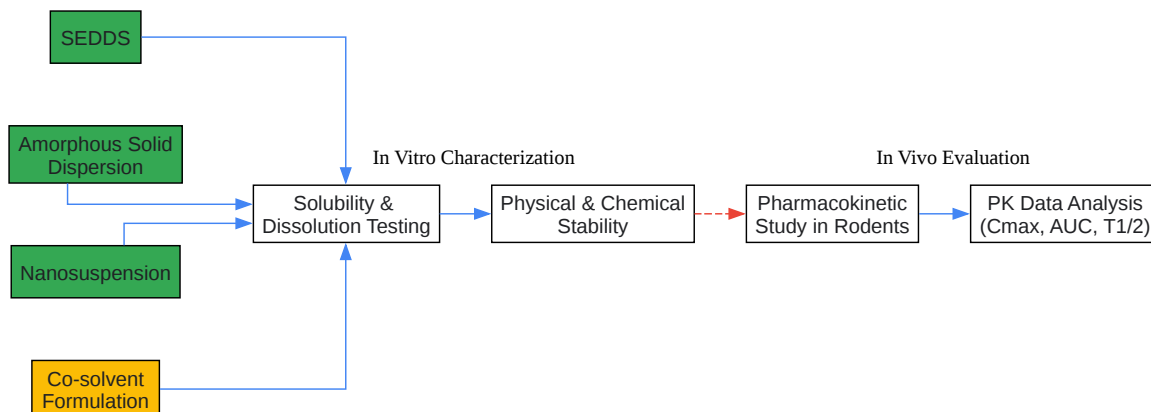 SEDDS
Amorphous Solid
Dispersion
Nanosuspension
Co-solvent
Formulation
In Vitro Characterization
Solubility &
Dissolution Testing
Physical & Chemical
Stability
In Vivo Evaluation
Pharmacokinetic
Study in Rodents
PK Data Analysis
(Cmax, AUC, T1/2)